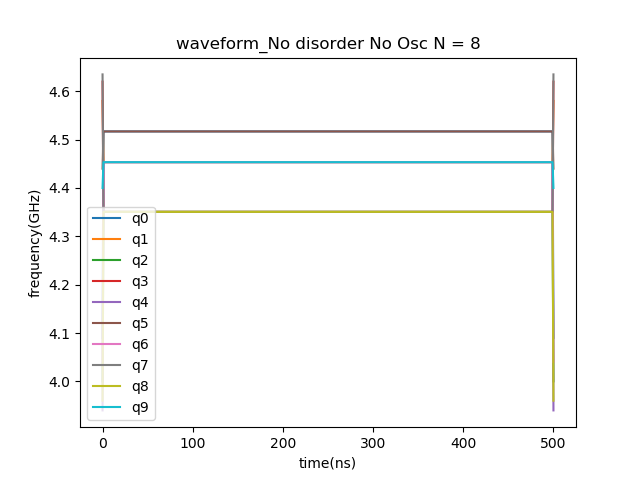 waveform_No disorder No Osc N = 8
frequency(GHz)
4.6
4.5
4.4
4.3
4.2
4.1
4.0
q0
q1
q2
q3
q4
q5
q6
q7
q8
q9
0
100
200
300
400
500
time(ns)